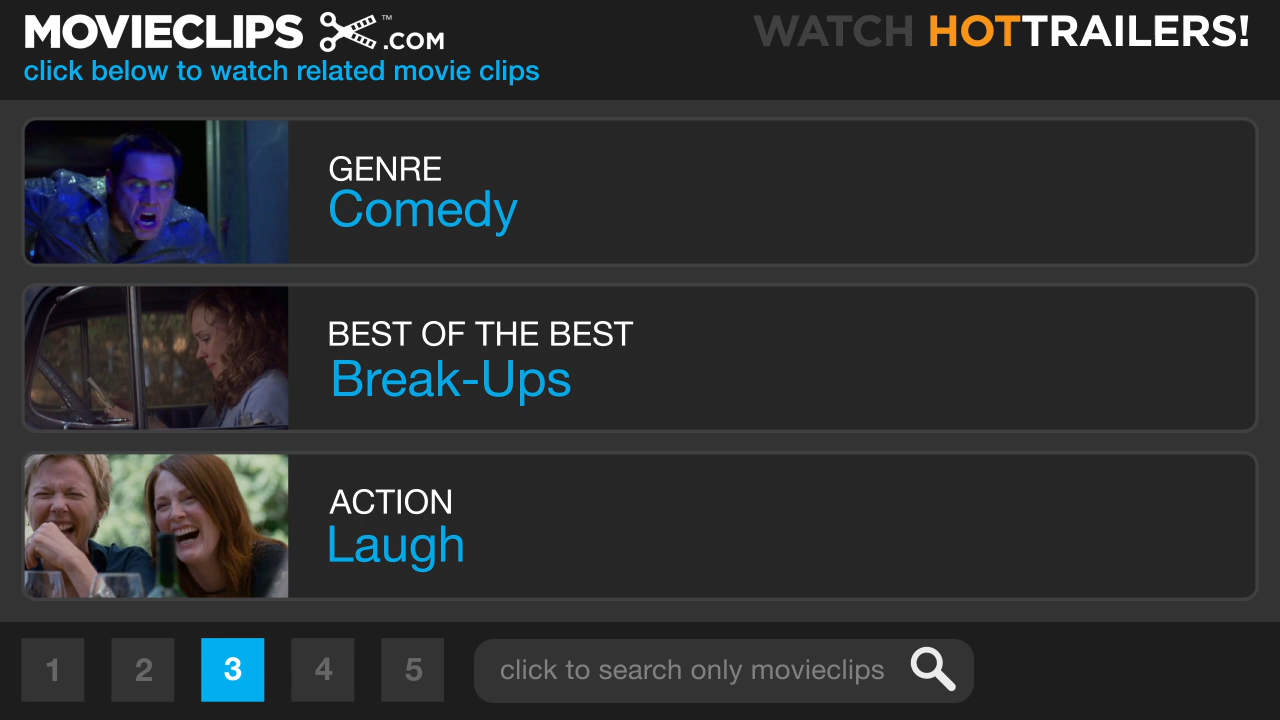 MOVIECLIPS ™ .COM
WATCH HOTTRAILERS!
click below to watch related movie clips
GENRE
Comedy
BEST OF THE BEST
Break-Ups
ACTION
Laugh
1 2 3 4 5 click to search only movieclips